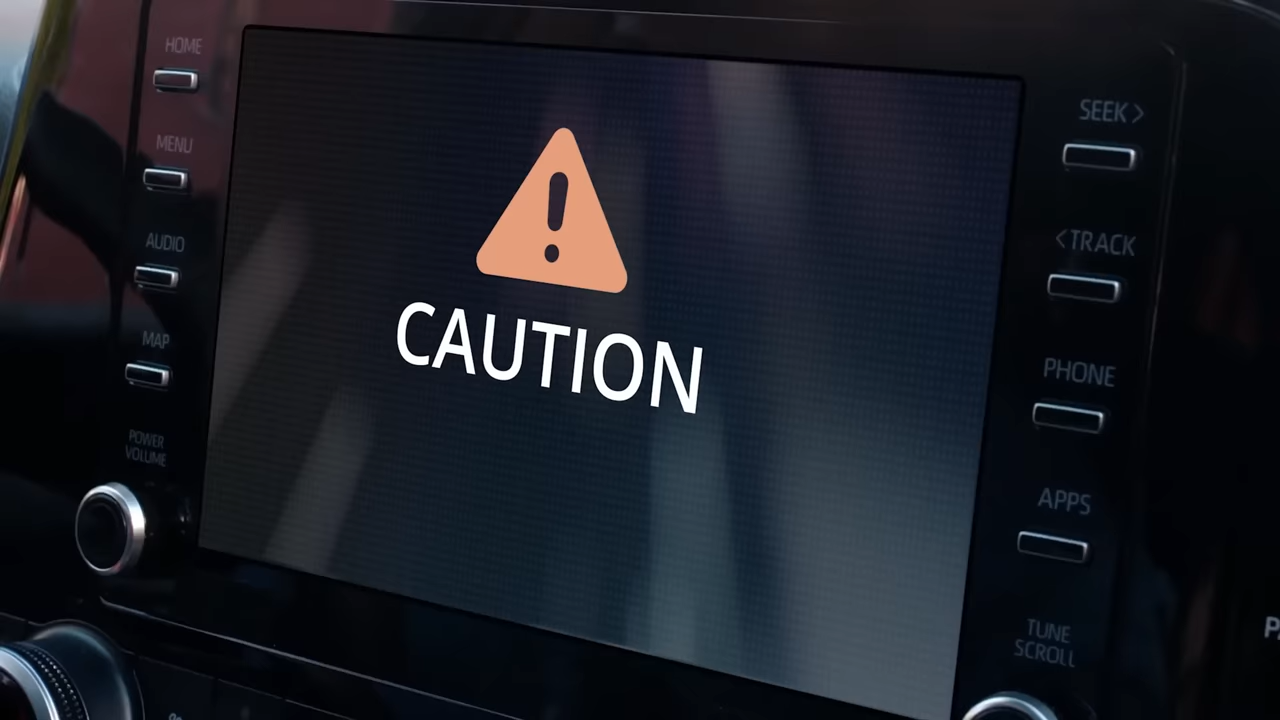 HOME
MENU
AUDIO
MAP
POWER
VOLUME
CAUTION
SEEK>
<TRACK
PHONE
APPS
TUNE
SCROLL